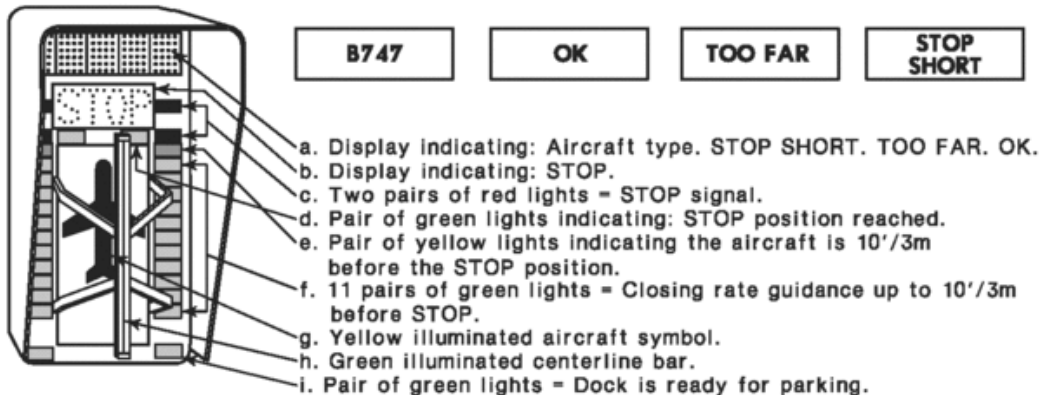 B747
OK
TOO FAR
STOP
SHORT
STOP
a. Display indicating: Aircraft type. STOP SHORT. TOO FAR. OK.
b. Display indicating: STOP.
c. Two pairs of red lights = STOP signal.
d. Pair of green lights indicating: STOP position reached.
e. Pair of yellow lights indicating the aircraft is 10'/3m
before the STOP position.
f. 11 pairs of green lights = Closing rate guidance up to 10'/3m
before STOP.
g. Yellow illuminated aircraft symbol.
h. Green illuminated centerline bar.
i. Pair of green lights = Dock is ready for parking.